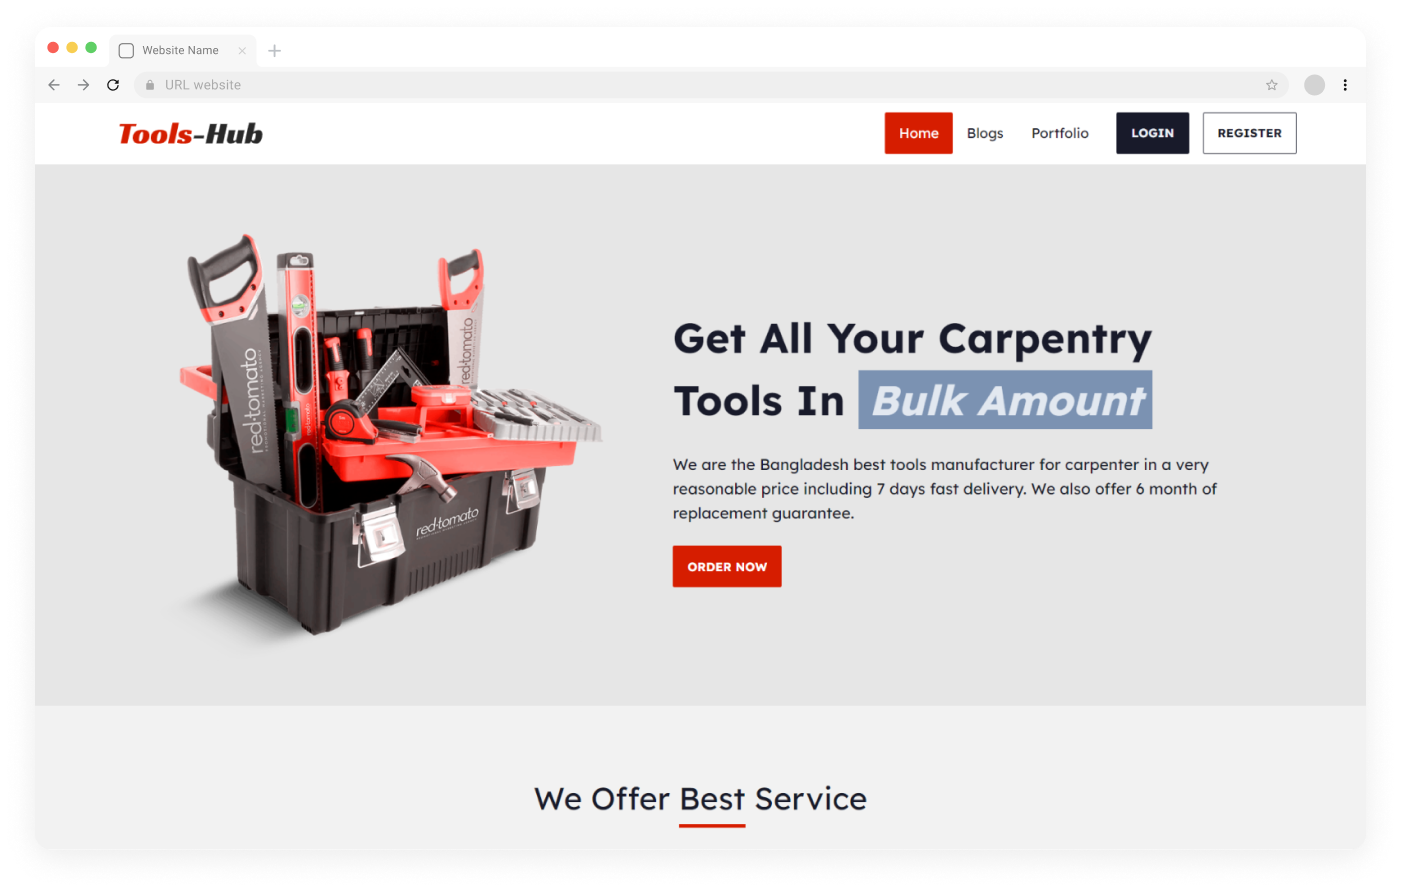 Website Name
URL website
Tools-Hub
Home
Blogs
Portfolio
LOGIN
REGISTER
red·tomato
red·tomato
red·tomato
red·tomato
Get All Your Carpentry
Tools In Bulk Amount
We are the Bangladesh best tools manufacturer for carpenter in a very
reasonable price including 7 days fast delivery. We also offer 6 month of
replacement guarantee.
ORDER NOW
We Offer Best Service